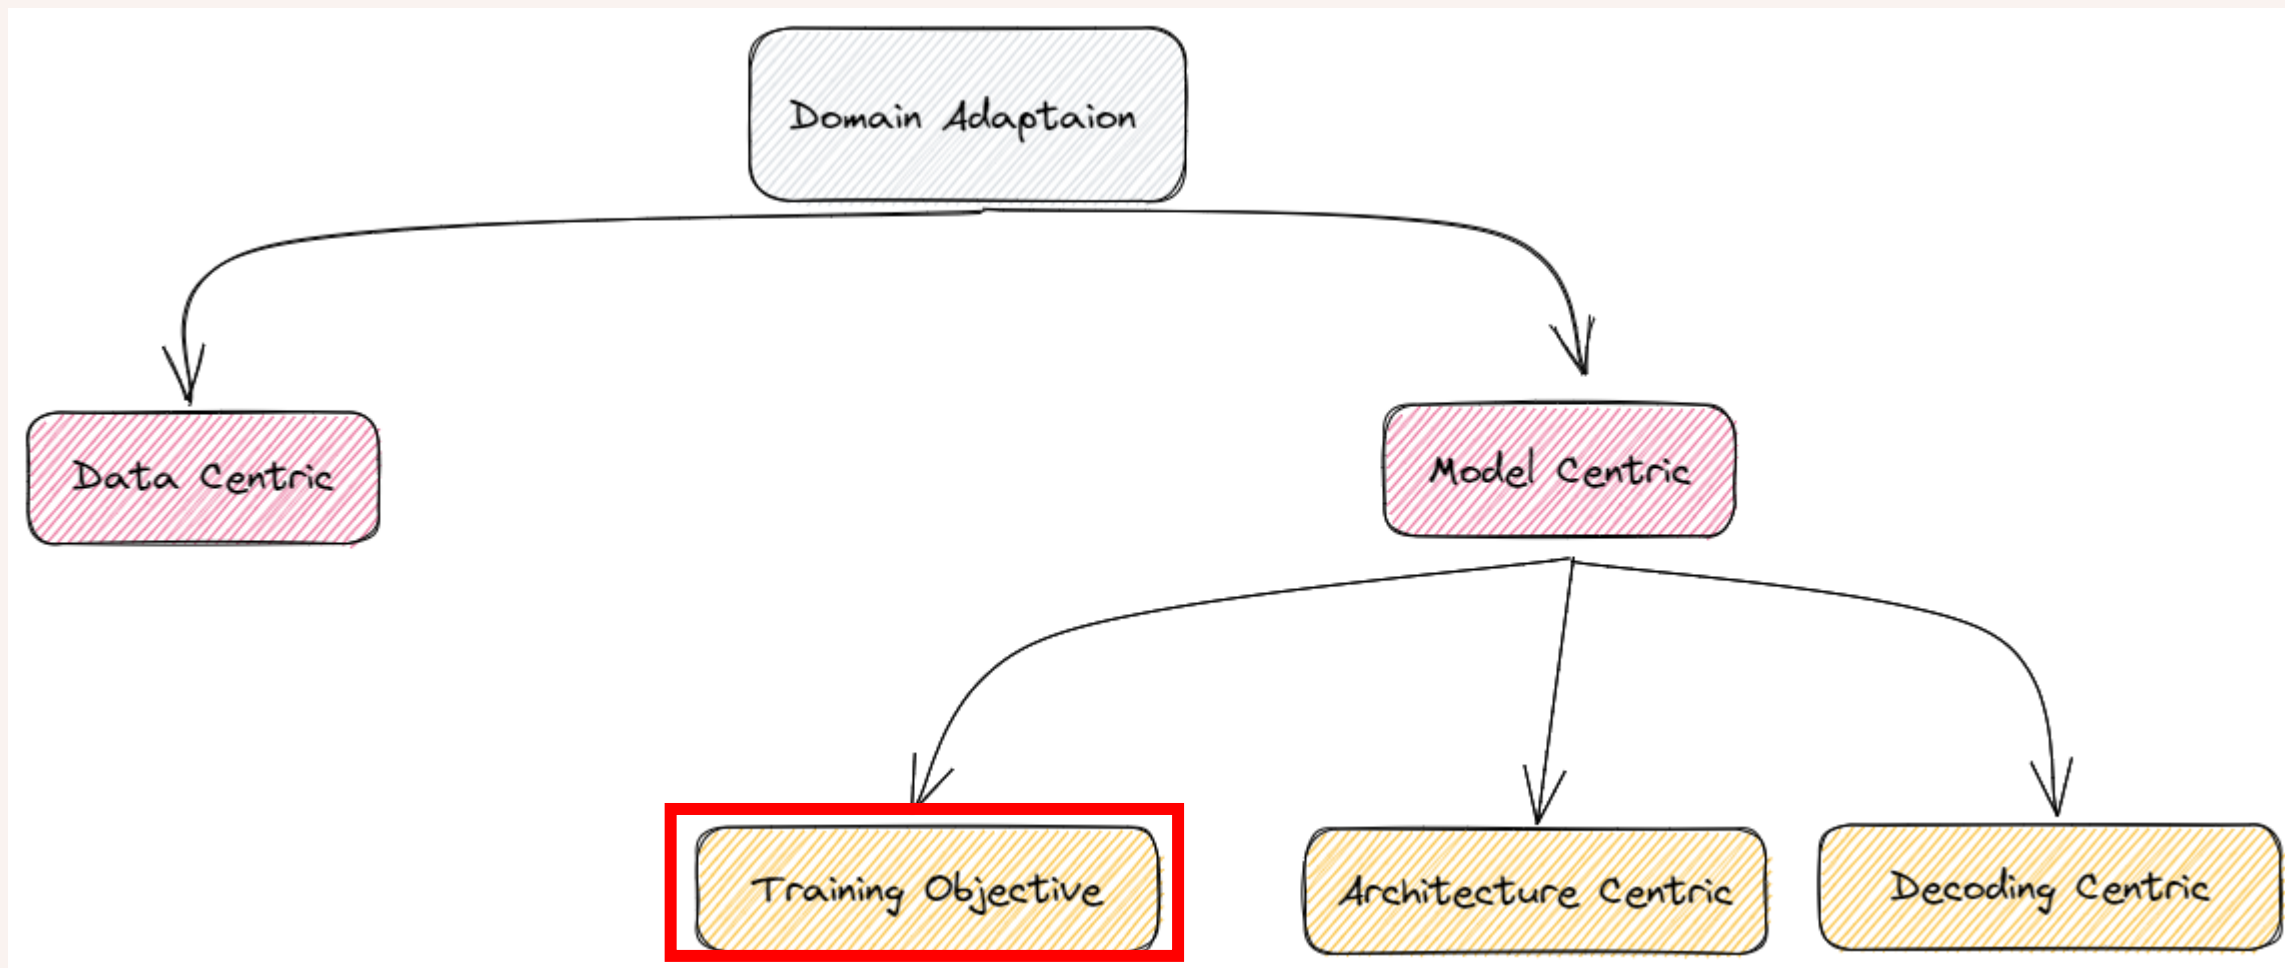 Domain Adaptaion
Data Centric
Model Centric
Training Objective
Architecture Centric
Decoding Centric